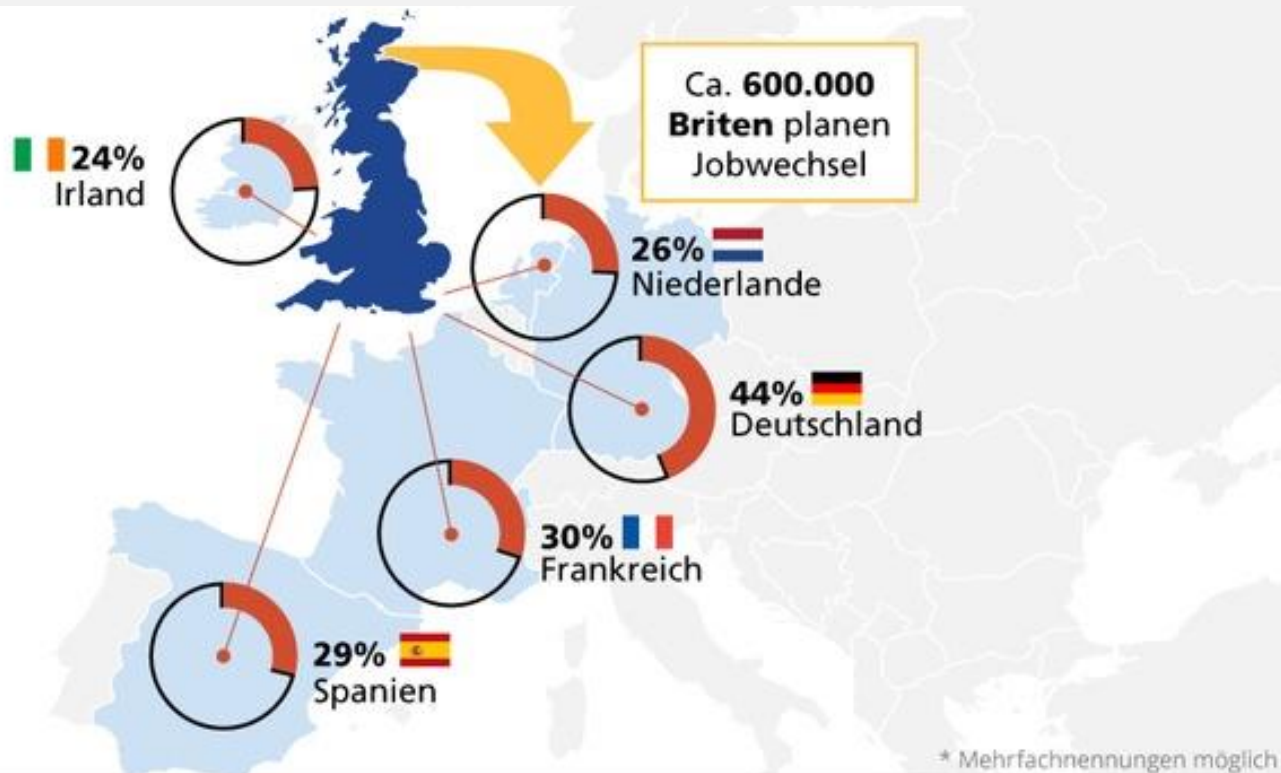 Ca. 600.000
Briten planen
Jobwechsel
24%
Irland
26%
Niederlande
44%
Deutschland
30%
Frankreich
29%
Spanien
* Mehrfachnennungen möglich